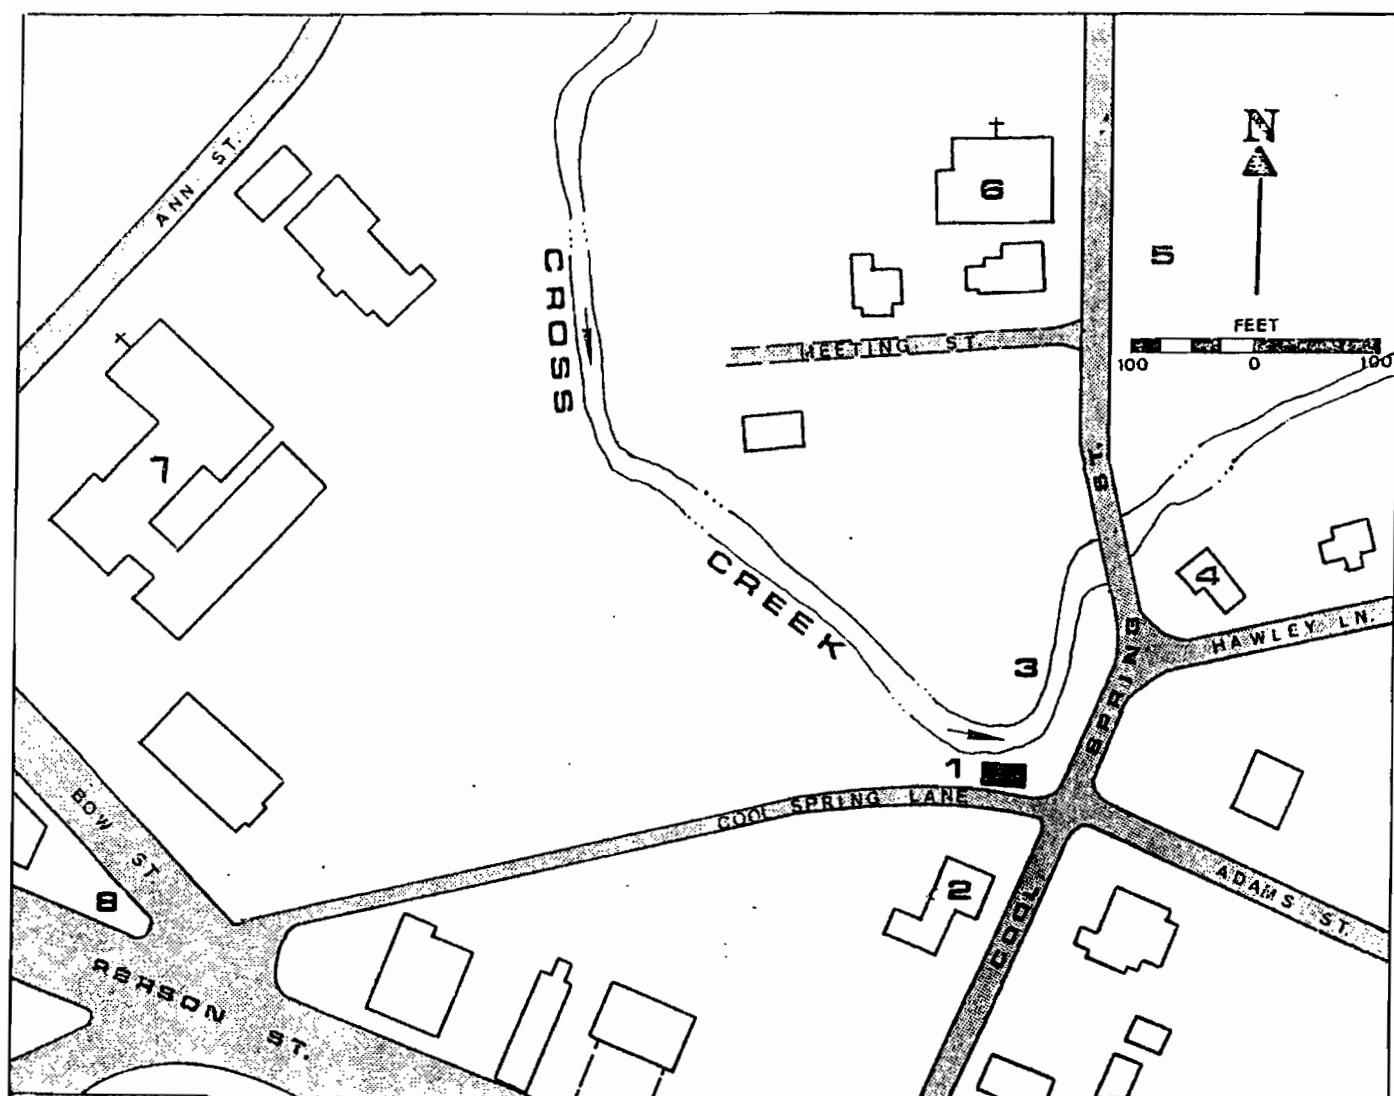 ANN ST.
N
6
5
CROSS
FEET
100 0 100
MEETING ST.
7
ST.
CREEK
4
HAWLEY LN.
3
SPRING
1
BOW ST.
COOL SPRING LANE
2
ADAMS ST.
8
COOL
PERSON ST.